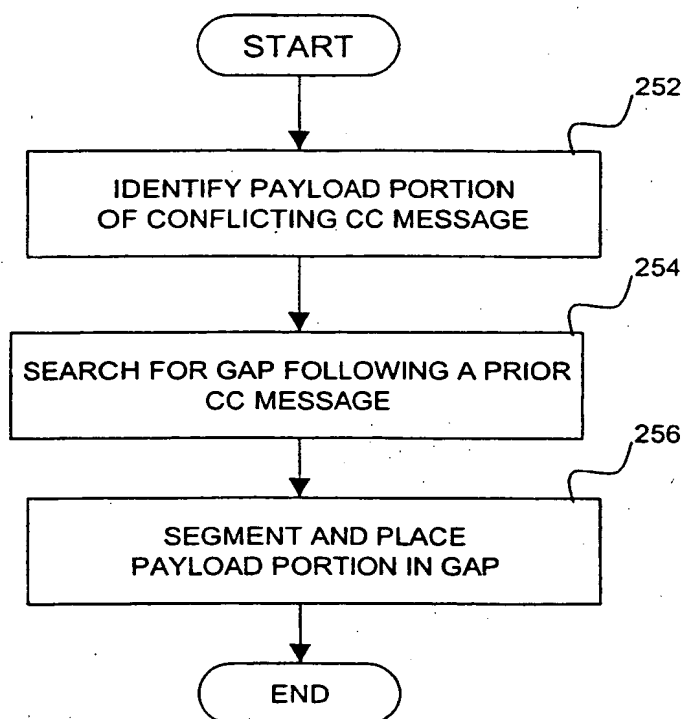 START
252
IDENTIFY PAYLOAD PORTION
OF CONFLICTING CC MESSAGE
254
SEARCH FOR GAP FOLLOWING A PRIOR
CC MESSAGE
256
SEGMENT AND PLACE
PAYLOAD PORTION IN GAP
END